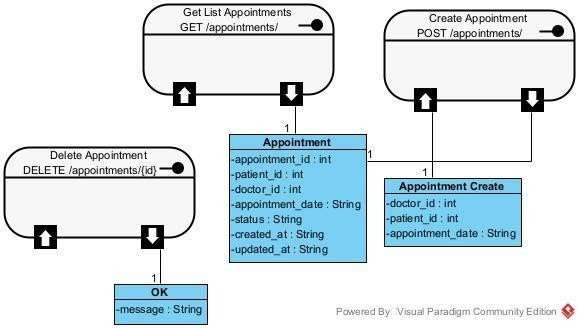 Get List Appointments
GET /appointments/
Create Appointment
POST /appointments/
1
Appointment
-appointment_id : int
-patient_id : int
-doctor_id : int
-appointment_date : String
-status : String
-created_at : String
-updated_at : String
1
1
Appointment Create
-doctor_id : int
-patient_id : int
-appointment_date : String
Delete Appointment
DELETE /appointments/{id}
1
OK
-message : String
Powered By Visual Paradigm Community Edition